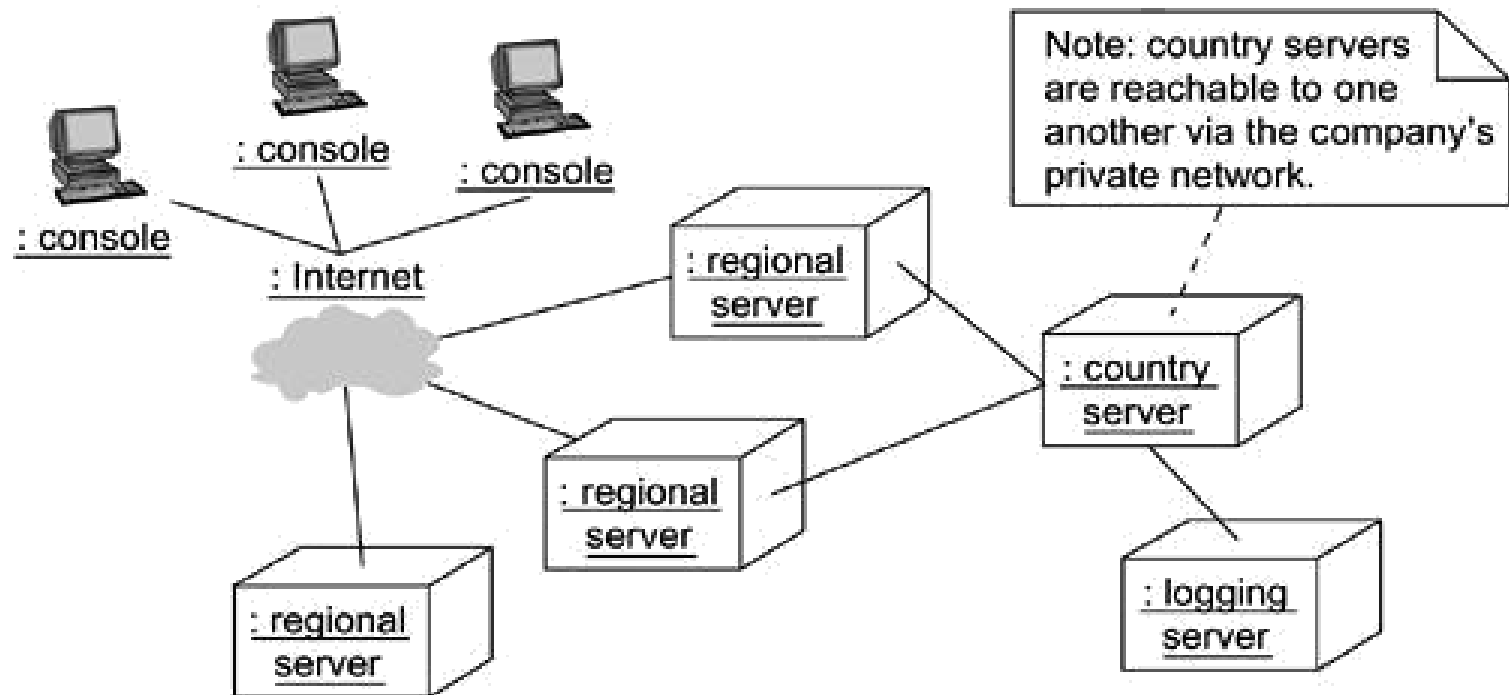 : console
: console
: console
: Internet
Note: country servers
are reachable to one
another via the company's
private network.
: regional
server
: country
server
: regional
server
: regional
server
: logging
server